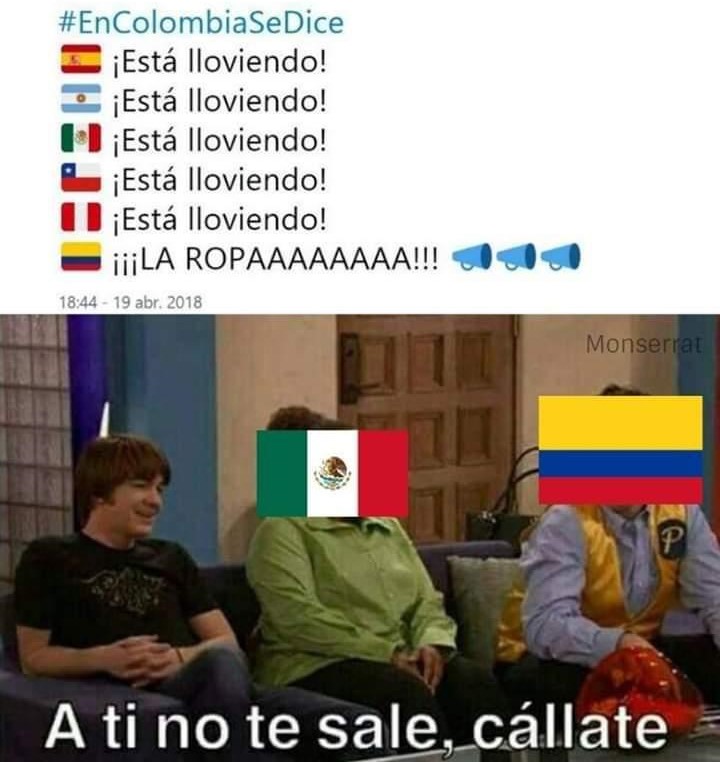 #EnColombiaSeDice
¡Está lloviendo!
¡Está lloviendo!
¡Está lloviendo!
¡Está lloviendo!
¡Está lloviendo!
¡¡¡LA ROPAAAAAAAA!!!
18:44 - 19 abr. 2018
Monserrat
P
A ti no te sale, cállate